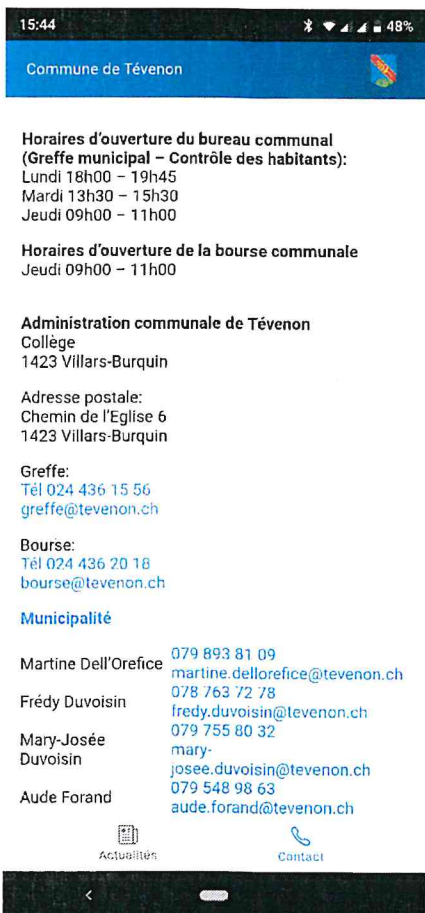 15:44
48%
Commune de Tévenon
Horaires d'ouverture du bureau communal
(Greffe municipal – Contrôle des habitants):
Lundi 18h00 – 19h45
Mardi 13h30 – 15h30
Jeudi 09h00 – 11h00
Horaires d'ouverture de la bourse communale
Jeudi 09h00 – 11h00
Administration communale de Tévenon
Collège
1423 Villars-Burquin
Adresse postale:
Chemin de l'Eglise 6
1423 Villars-Burquin
Greffe:
Tél 024 436 15 56
greffe@tevenon.ch
Bourse:
Tél 024 436 20 18
bourse@tevenon.ch
Municipalité
Martine Dell'Orefice
079 893 81 09
martine.dellorefice@tevenon.ch
Frédy Duvoisin
078 763 72 78
fredy.duvoisin@tevenon.ch
Mary-Josée
Duvoisin
079 755 80 32
mary-
josee.duvoisin@tevenon.ch
Aude Forand
079 548 98 63
aude.forand@tevenon.ch
Actualités
Contact